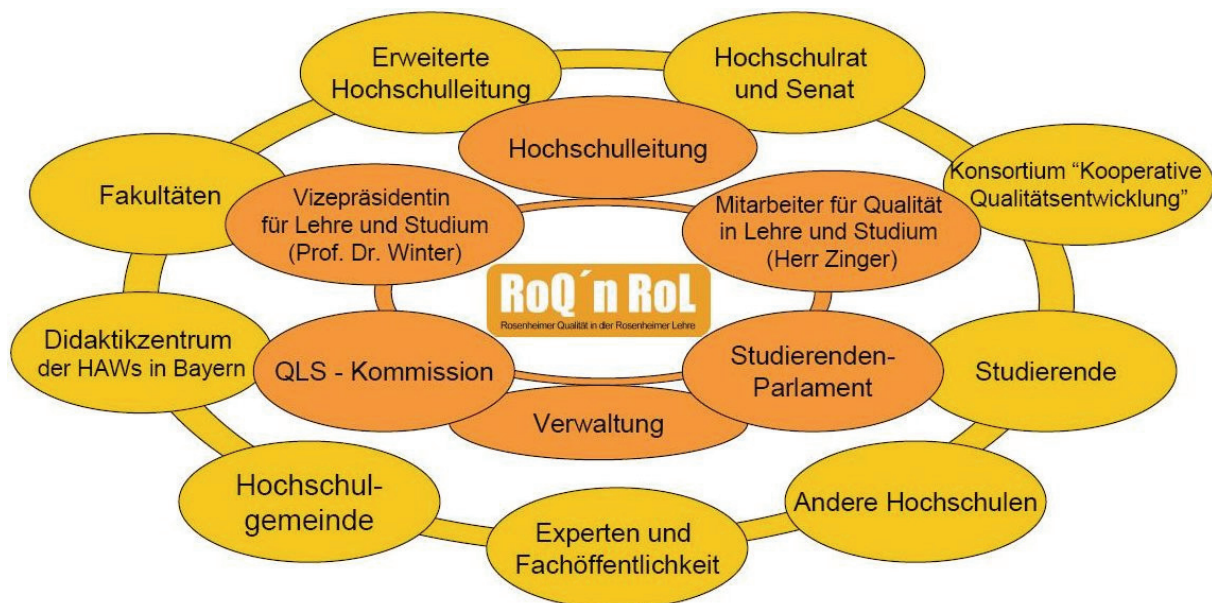 Erweiterte
Hochschulleitung
Hochschulrat
und Senat
Hochschulleitung
Fakultäten
Vizepräsidentin
für Lehre und Studium
(Prof. Dr. Winter)
Mitarbeiter für Qualität
in Lehre und Studium
(Herr Zinger)
Konsortium “Kooperative
Qualitätsentwicklung”
RoQ´n RoL
Rosenheimer Qualität in der Rosenheimer Lehre
Didaktikzentrum
der HAWs in Bayern
QLS - Kommission
Studierenden-
Parlament
Studierende
Verwaltung
Hochschul-
gemeinde
Experten und
Fachöffentlichkeit
Andere Hochschulen